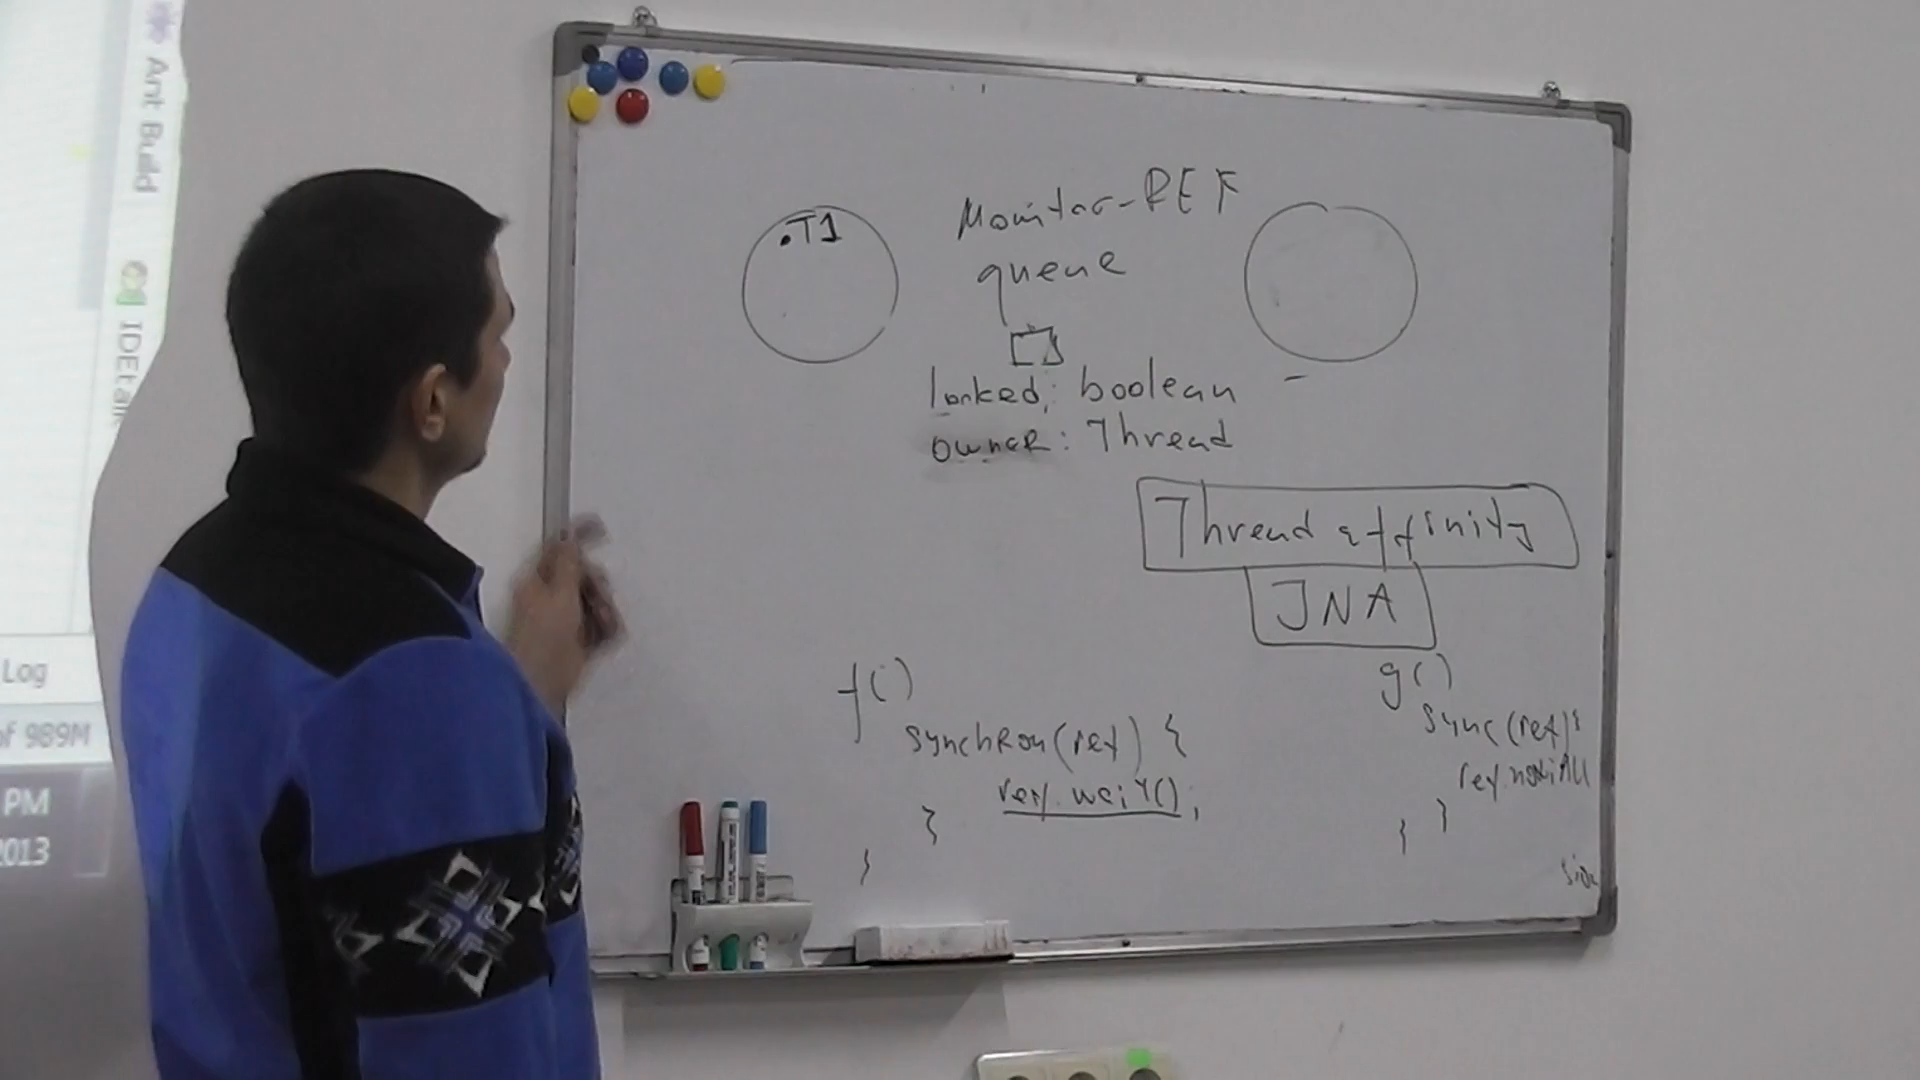 Ant Build
IDEtalk
Log
of 989M
PM
2013
.T1
Monitor-REF
queue
locked: boolean
owner: Thread
Thread affinity
JNA
f()
synchron(ref) {
ref.wait();
}
}
g()
sync(ref){
ref.notifAll
}
}